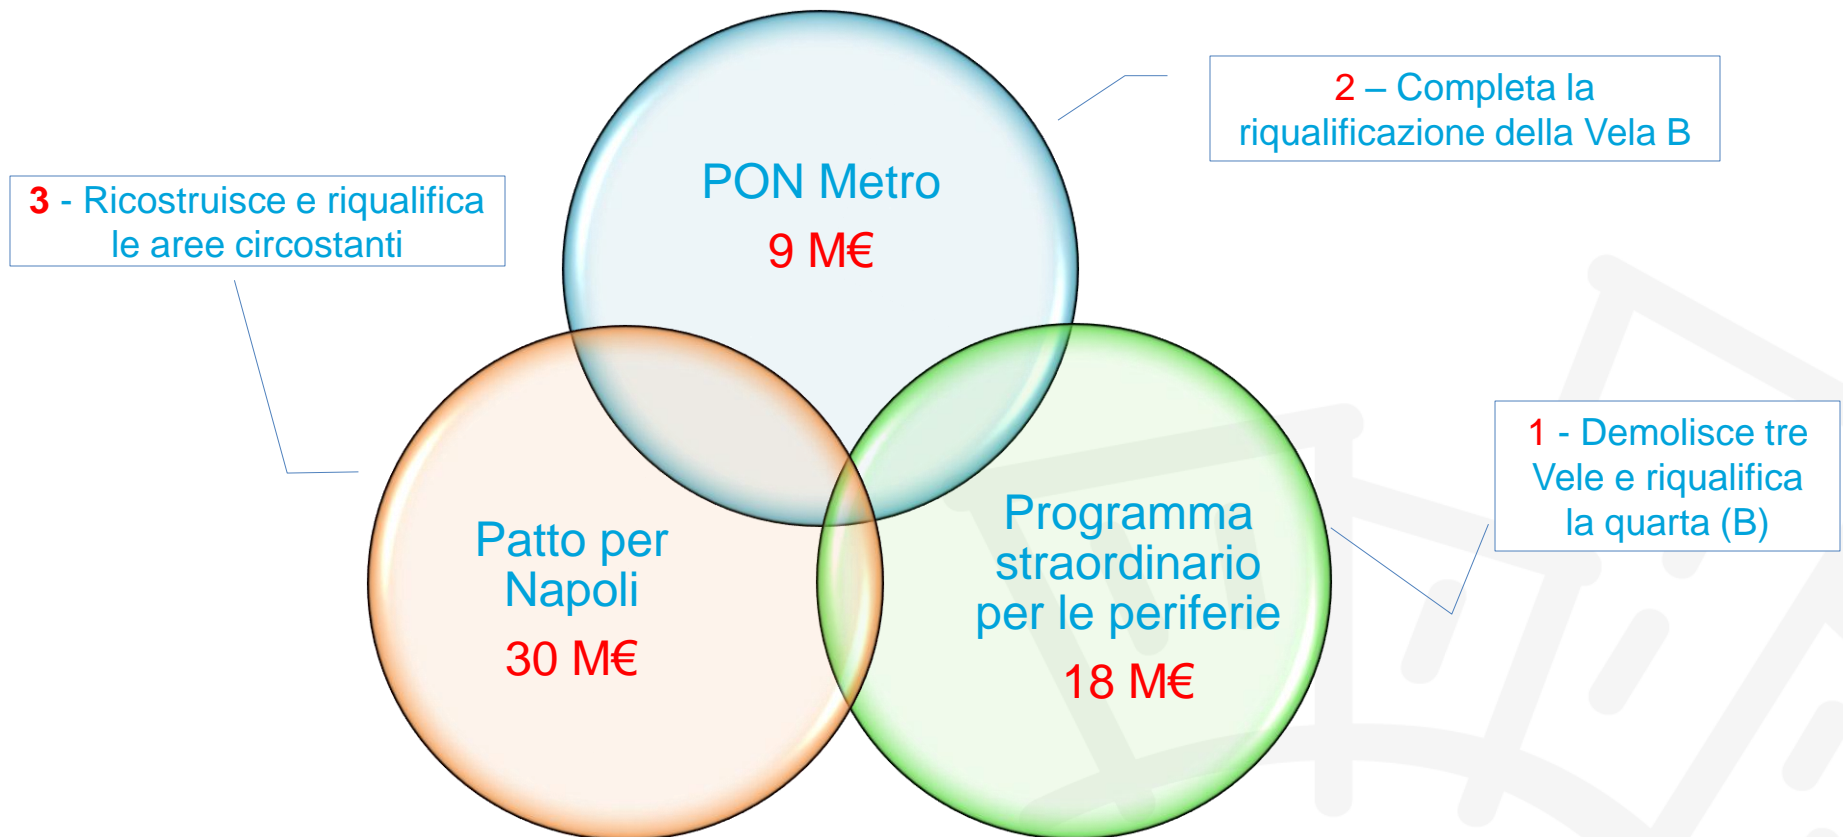 2 – Completa la
riqualificazione della Vela B
PON Metro
9 M€
3 - Ricostruisce e riqualifica
le aree circostanti
1 - Demolisce tre
Vele e riqualifica
la quarta (B)
Patto per
Napoli
30 M€
Programma
straordinario
per le periferie
18 M€